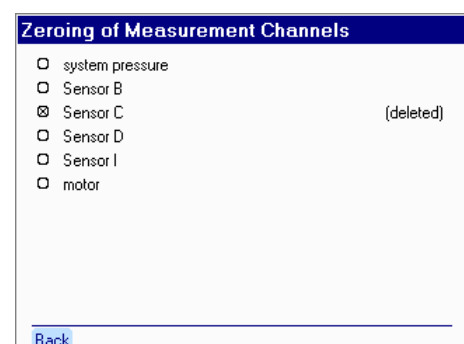 Zeroing of Measurement Channels
system pressure
Sensor B
Sensor C (deleted)
Sensor D
Sensor I
motor
Back